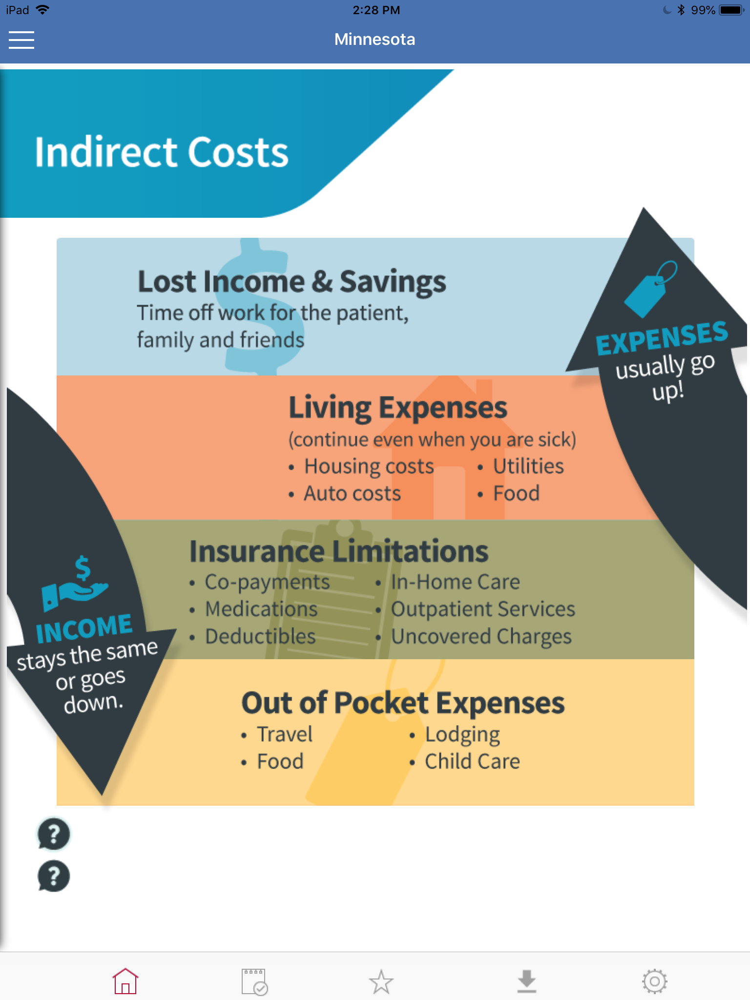 iPad
2:28 PM
99%
Minnesota
Indirect Costs
Lost Income & Savings
Time off work for the patient,
family and friends
EXPENSES
usually go
up!
Living Expenses
(continue even when you are sick)
• Housing costs
• Auto costs
• Utilities
• Food
Insurance Limitations
• Co-payments
• Medications
• Deductibles
• In-Home Care
• Outpatient Services
• Uncovered Charges
$
INCOME
stays the same
or goes
down.
Out of Pocket Expenses
• Travel
• Food
• Lodging
• Child Care
?
?